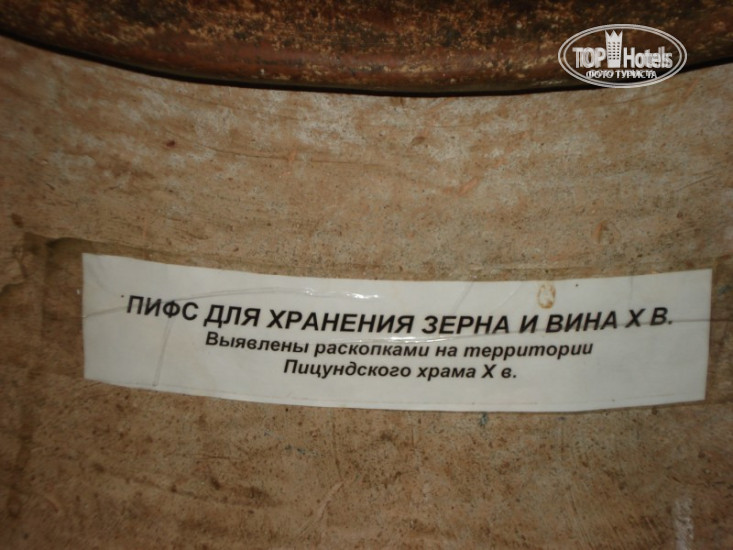 TOP Hotels
ФОТО ТУРИСТА
ПИФС ДЛЯ ХРАНЕНИЯ ЗЕРНА И ВИНА X В.
Выявлены раскопками на территории
Пицундского храма X в.